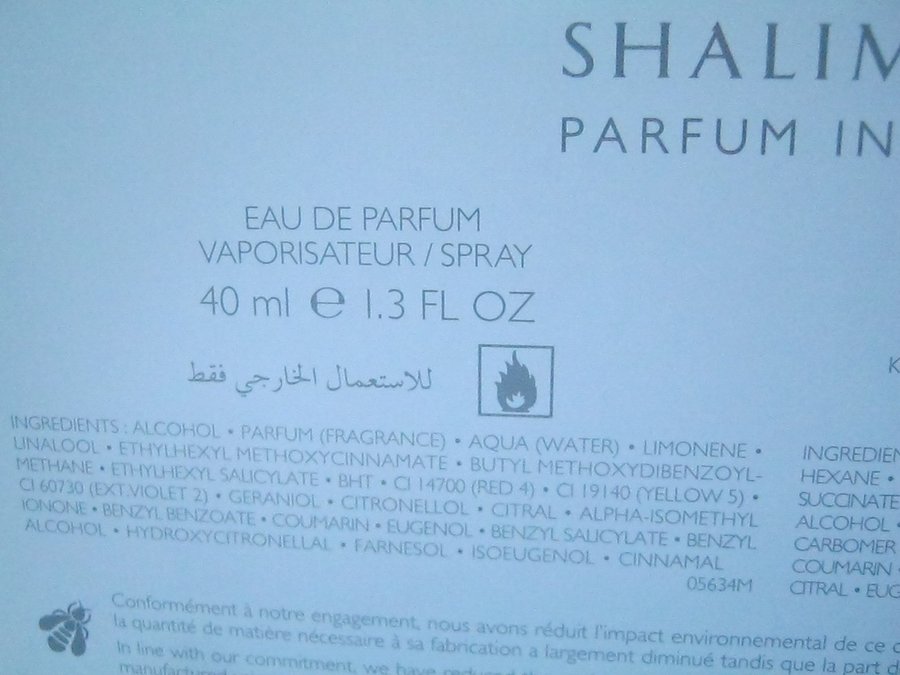 SHALIM
PARFUM IN
EAU DE PARFUM
VAPORISATEUR / SPRAY
40 ml ℮ 1.3 FL OZ
للاستعمال الخارجي فقط
K
INGREDIENTS : ALCOHOL • PARFUM (FRAGRANCE) • AQUA (WATER) • LIMONENE •
LINALOOL • ETHYLHEXYL METHOXYCINNAMATE • BUTYL METHOXYDIBENZOYL-
METHANE • ETHYLHEXYL SALICYLATE • BHT • CI 14700 (RED 4) • CI 19140 (YELLOW 5) •
CI 60730 (EXT.VIOLET 2) • GERANIOL • CITRONELLOL • CITRAL • ALPHA-ISOMETHYL
IONONE • BENZYL BENZOATE • COUMARIN • EUGENOL • BENZYL SALICYLATE • BENZYL
ALCOHOL • HYDROXYCITRONELLAL • FARNESOL • ISOEUGENOL • CINNAMAL
05634M
INGREDIEN
HEXANE •
SUCCINATE
ALCOHOL •
CARBOMER
COUMARIN •
CITRAL • EUG
Conformément à notre engagement, nous avons réduit l'impact environnemental de ce
la quantité de matière nécessaire à sa fabrication a largement diminué tandis que la part d
In line with our commitment, we have reduced
manufactured